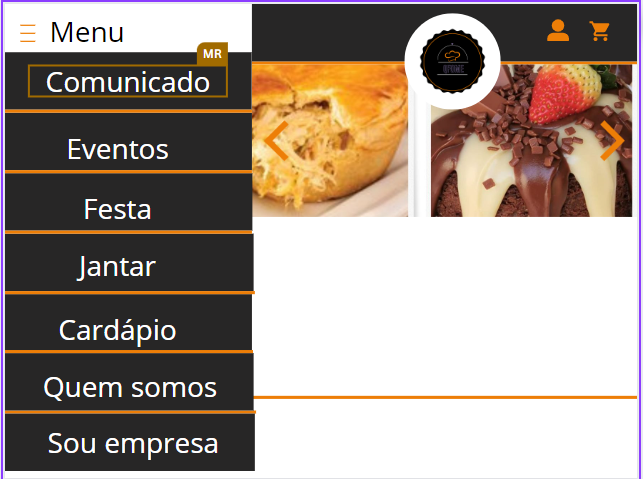 Menu
MR
Comunicado
Eventos
Festa
Jantar
Cardápio
Quem somos
Sou empresa